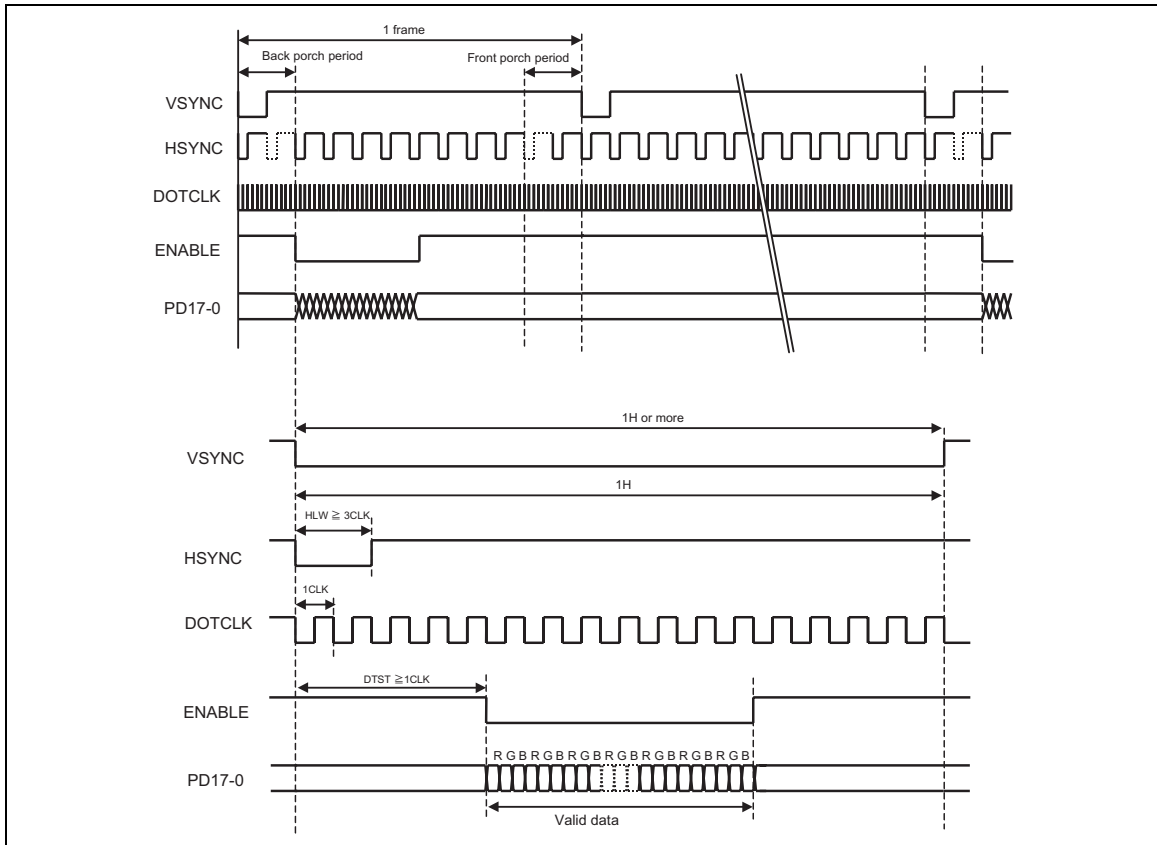 1 frame
Back porch period
Front porch period
VSYNC
HSYNC
DOTCLK
ENABLE
PD17-0
1H or more
VSYNC
1H
HLW ≧ 3CLK
HSYNC
1CLK
DOTCLK
DTST ≧1CLK
ENABLE
R G B R G B R G B R G B R G B R G B R G B
PD17-0
Valid data